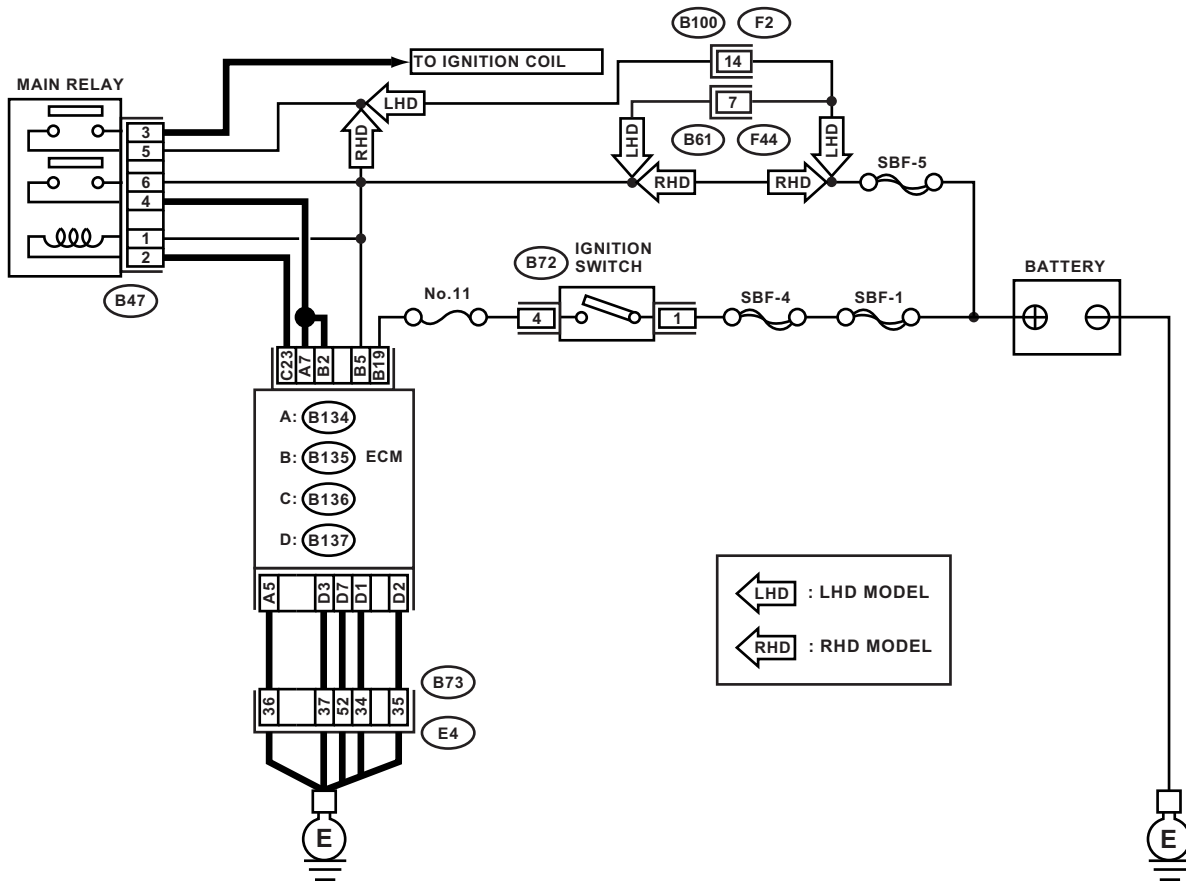 B100 F2
TO IGNITION COIL
14
MAIN RELAY
LHD
7
3
5
RHD
B61 F44
LHD
LHD
SBF-5
6
RHD
RHD
4
1
2
B47
B72
IGNITION
SWITCH
BATTERY
No.11
4
1
SBF-4
SBF-1
C23
A7
B2
B5
B19
A: B134
B: B135 ECM
C: B136
D: B137
A5
D3
D7
D1
D2
LHD : LHD MODEL
RHD : RHD MODEL
B73
36
37
52
34
35
E4
E
E